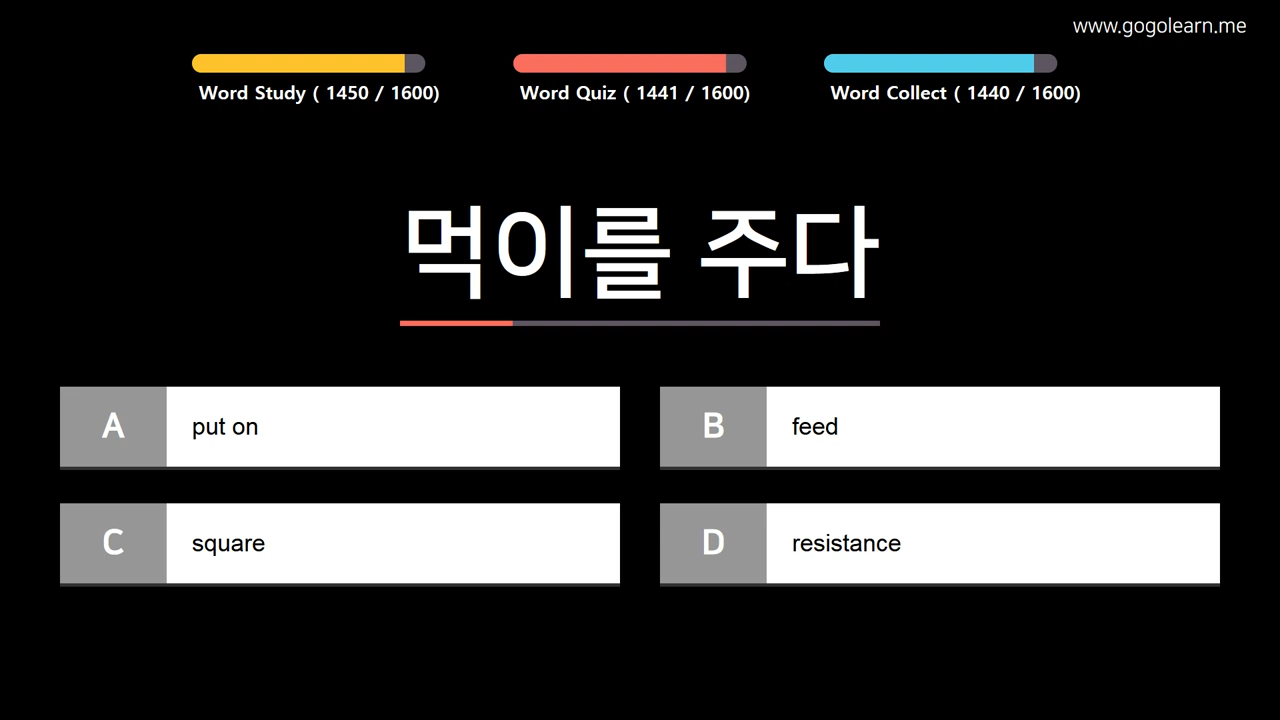 www.gogolearn.me
Word Study ( 1450 / 1600)
Word Quiz ( 1441 / 1600)
Word Collect ( 1440 / 1600)
먹이를 주다
A put on
B feed
C square
D resistance